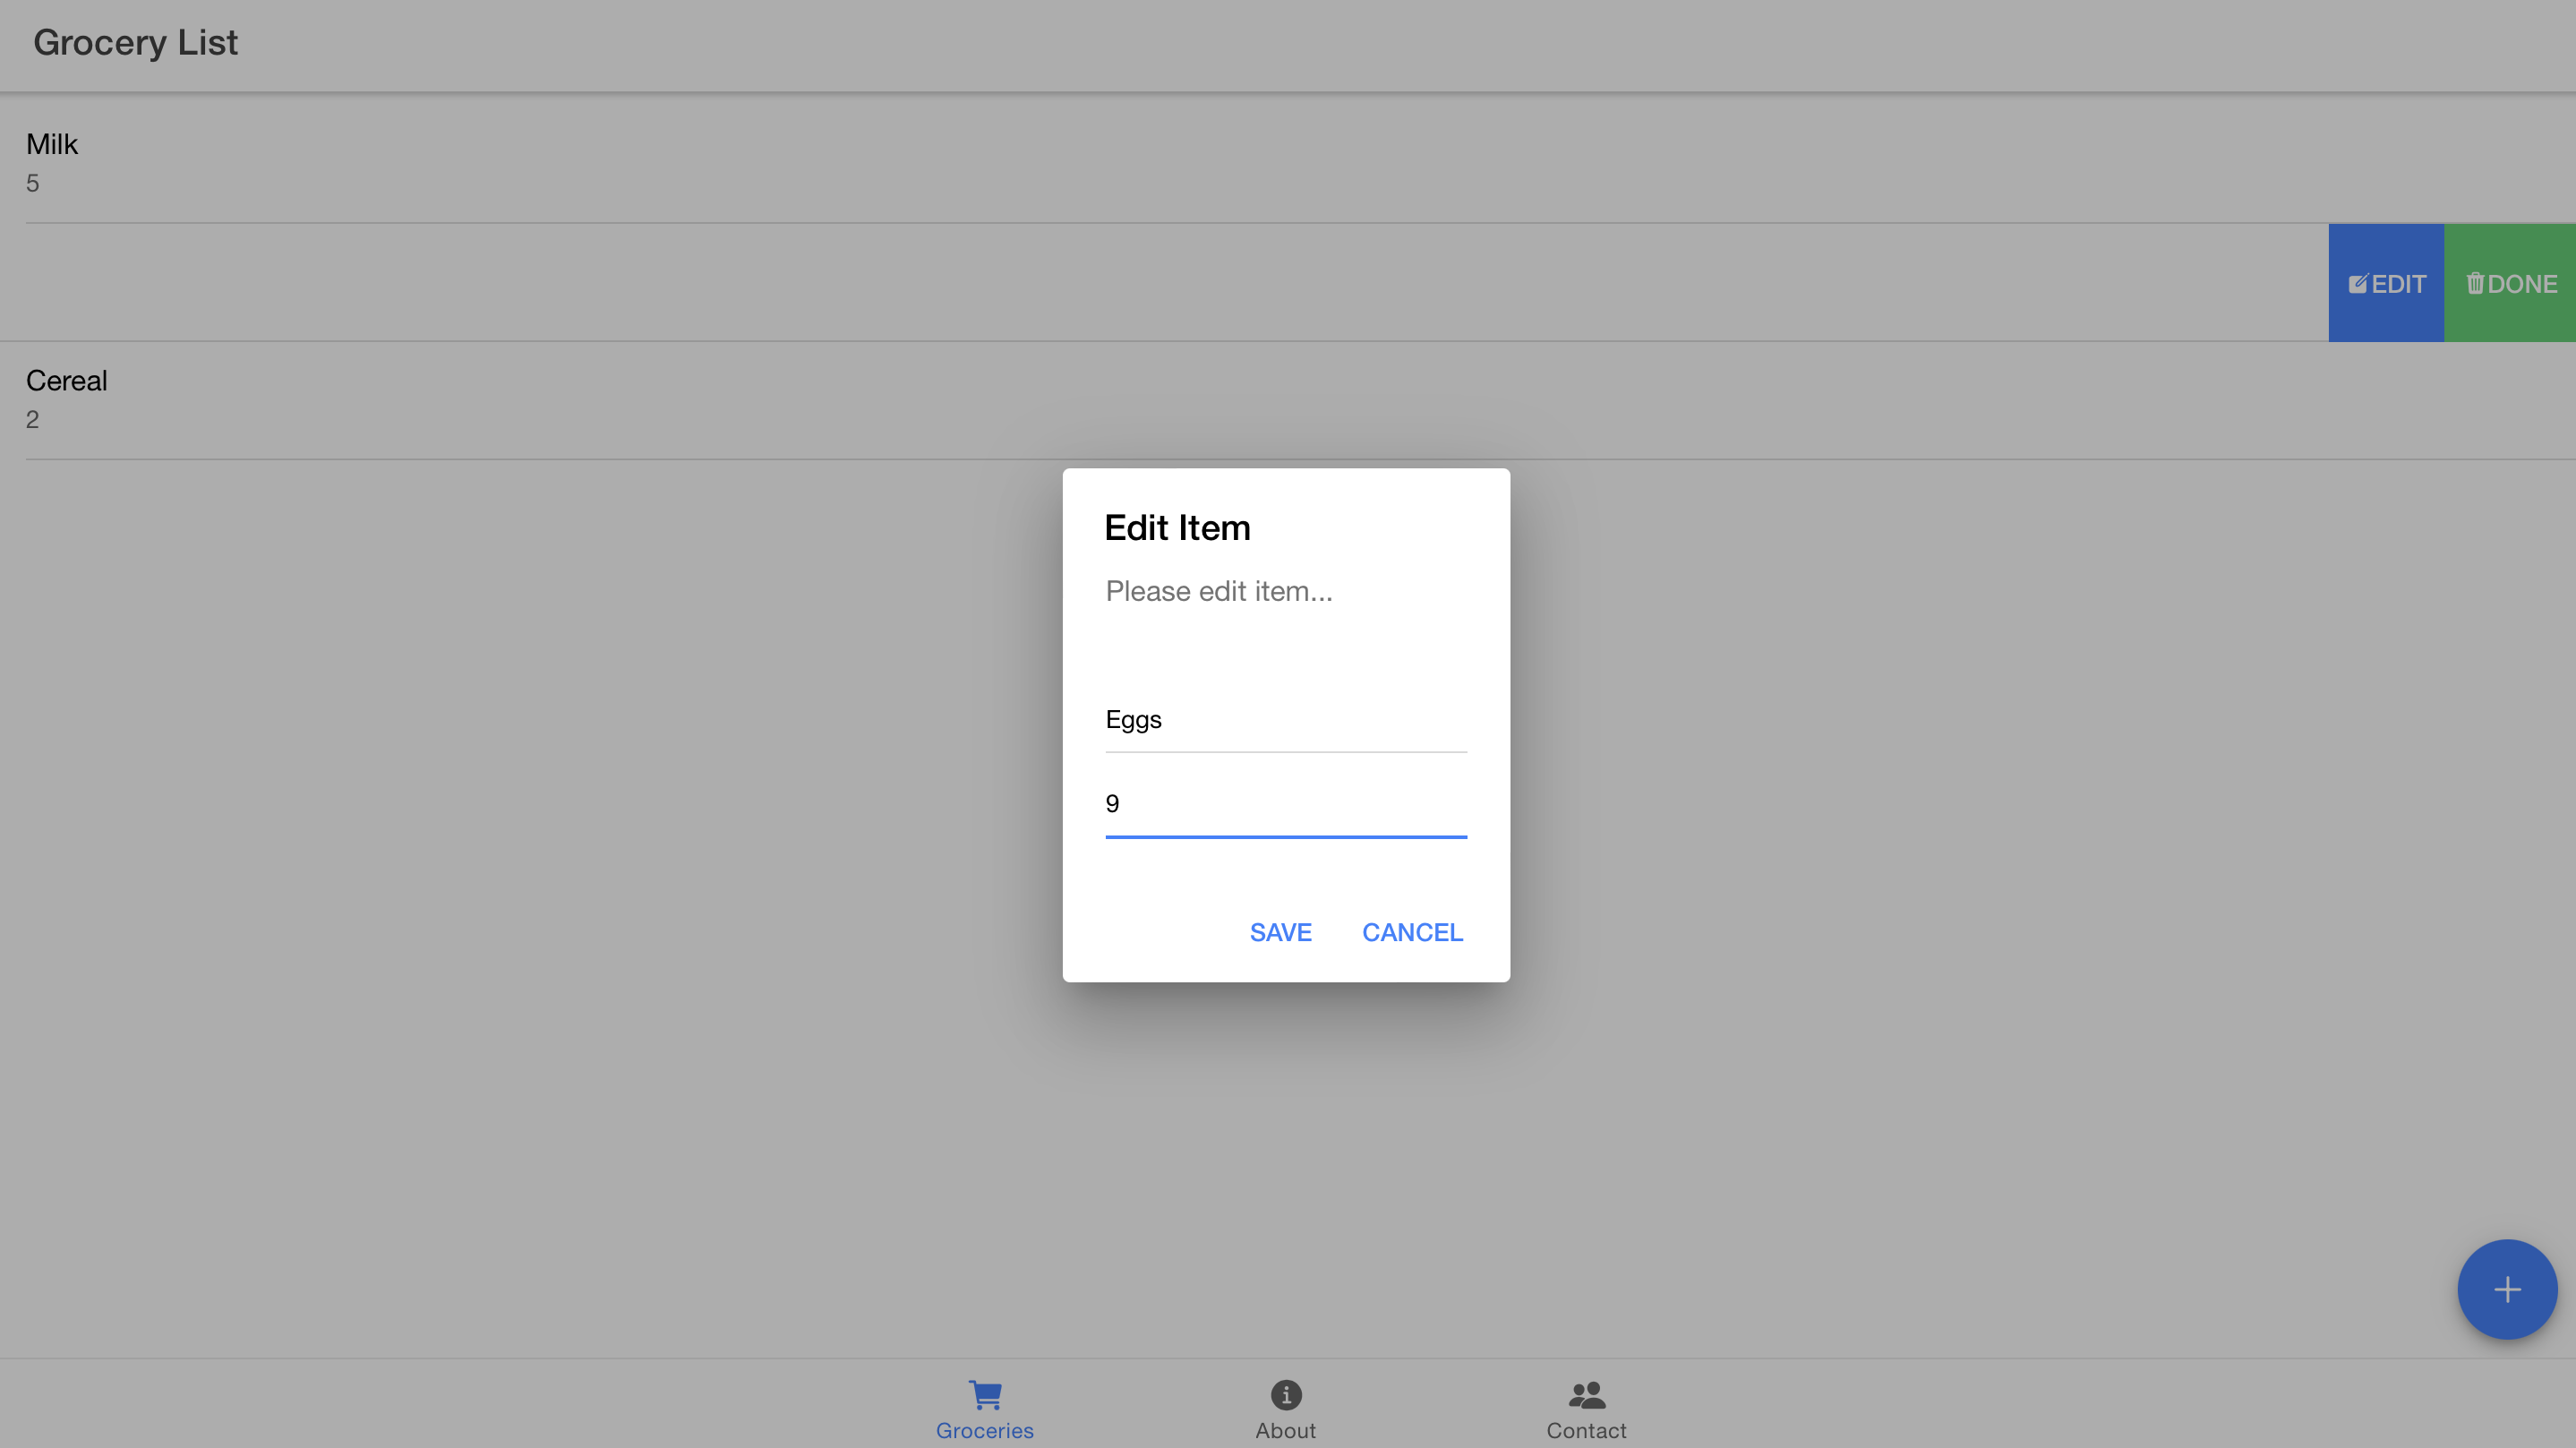 Grocery List
Milk
5
EDIT DONE
Cereal
2
Edit Item
Please edit item...
Eggs
9
SAVE CANCEL
Groceries About Contact